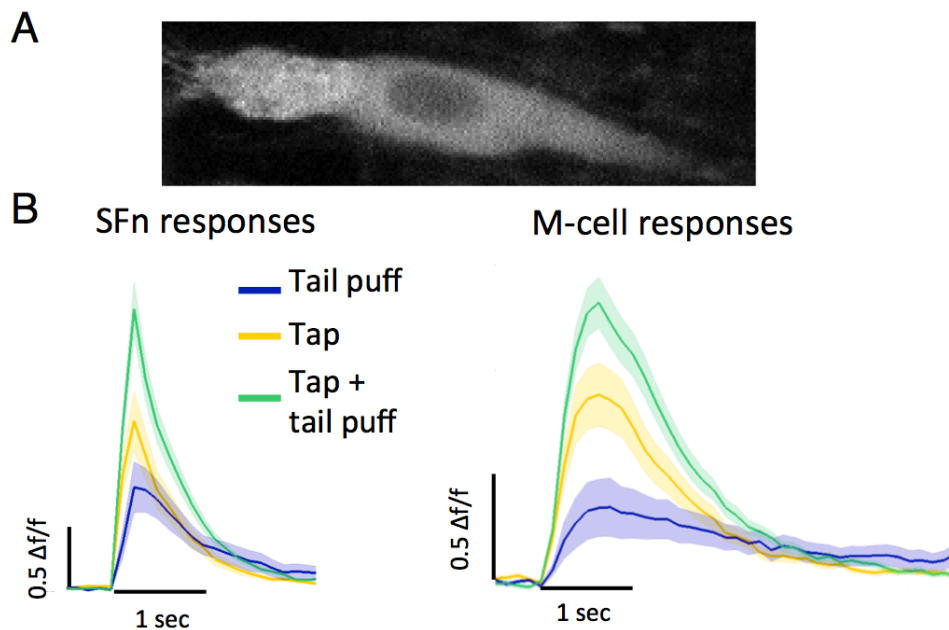 A
B
SFn responses
M-cell responses
Tail puff
Tap
Tap +
tail puff
0.5 Δf/f
1 sec
0.5 Δf/f
1 sec